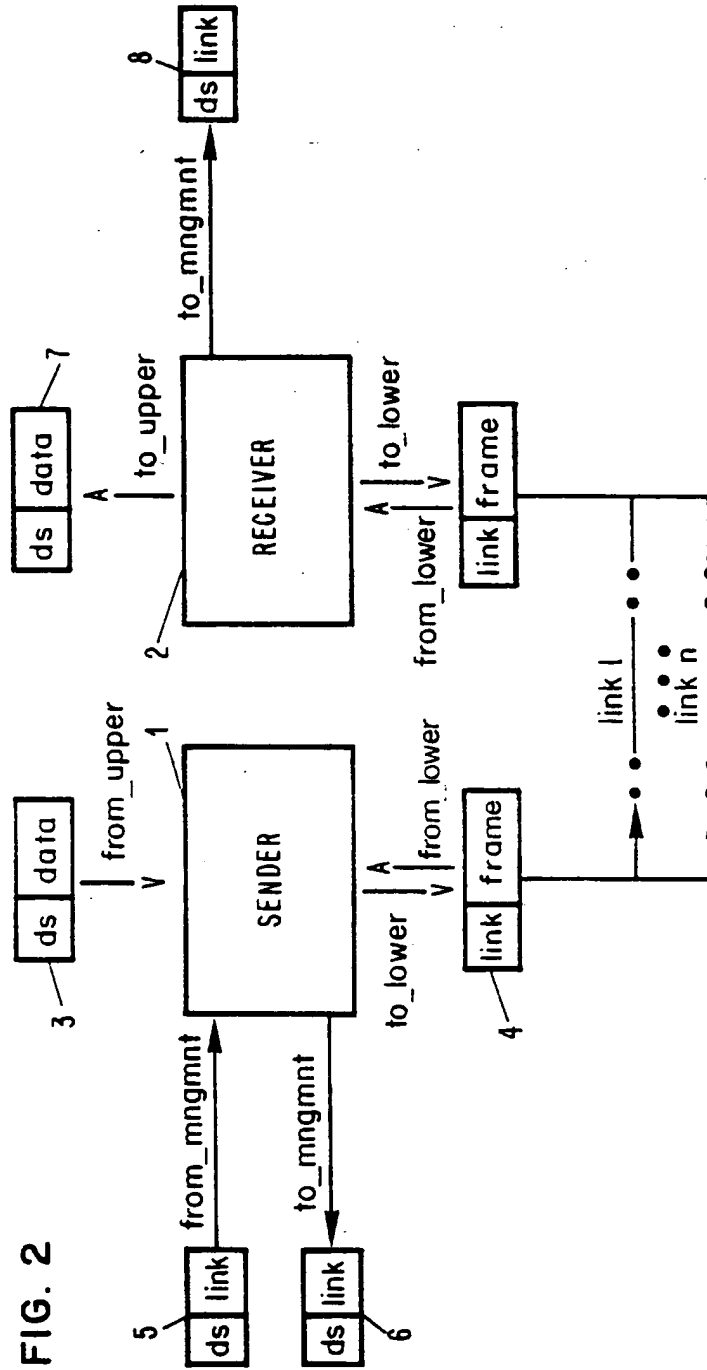 FIG. 2
3
ds data
from_upper
5
ds link
from_mngmnt
1
SENDER
to_mngmnt
ds link
6
to_lower
from_lower
link frame
4
7
ds data
to_upper
8
ds link
to_mngmnt
2
RECEIVER
from_lower
to_lower
link frame
link 1
link n